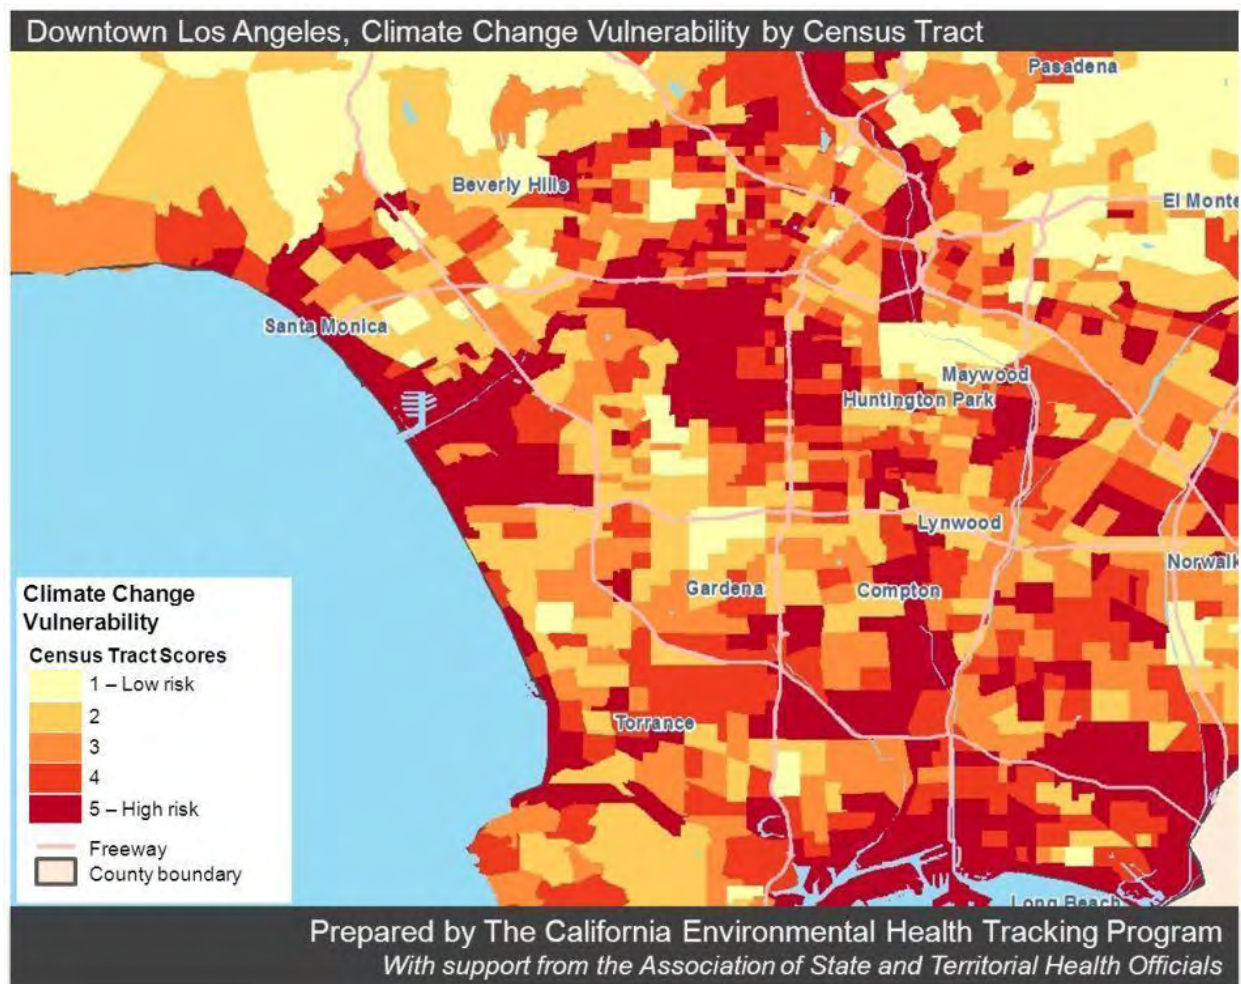 Downtown Los Angeles, Climate Change Vulnerability by Census Tract
Pasadena
Beverly Hills
El Monte
Santa Monica
Maywood
Huntington Park
Lynwood
Norwalk
Gardena
Compton
Torrance
Long Beach
Climate Change
Vulnerability
Census Tract Scores
1 – Low risk
2
3
4
5 – High risk
Freeway
County boundary
Prepared by The California Environmental Health Tracking Program
With support from the Association of State and Territorial Health Officials